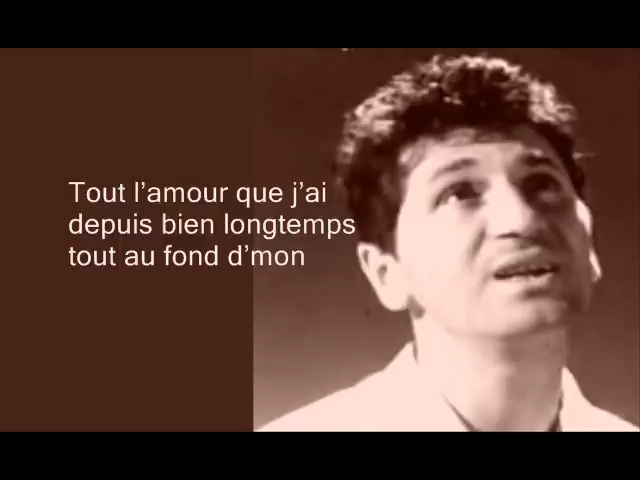 Tout l’amour que j’ai
depuis bien longtemps
tout au fond d’mon